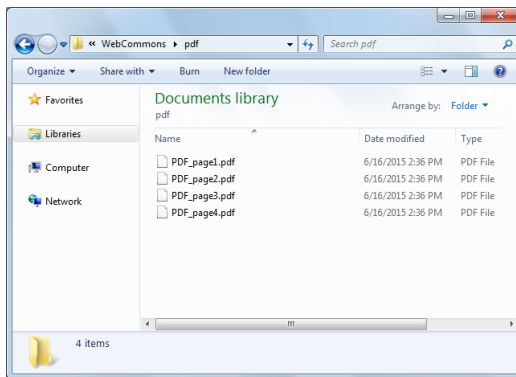 « WebCommons ▸ pdf
Search pdf
Organize ▾ Share with ▾ Burn New folder
Favorites
Libraries
Computer
Network
Documents library
pdf
Arrange by: Folder ▾
Name Date modified Type
PDF_page1.pdf 6/16/2015 2:36 PM PDF File
PDF_page2.pdf 6/16/2015 2:36 PM PDF File
PDF_page3.pdf 6/16/2015 2:36 PM PDF File
PDF_page4.pdf 6/16/2015 2:36 PM PDF File
4 items